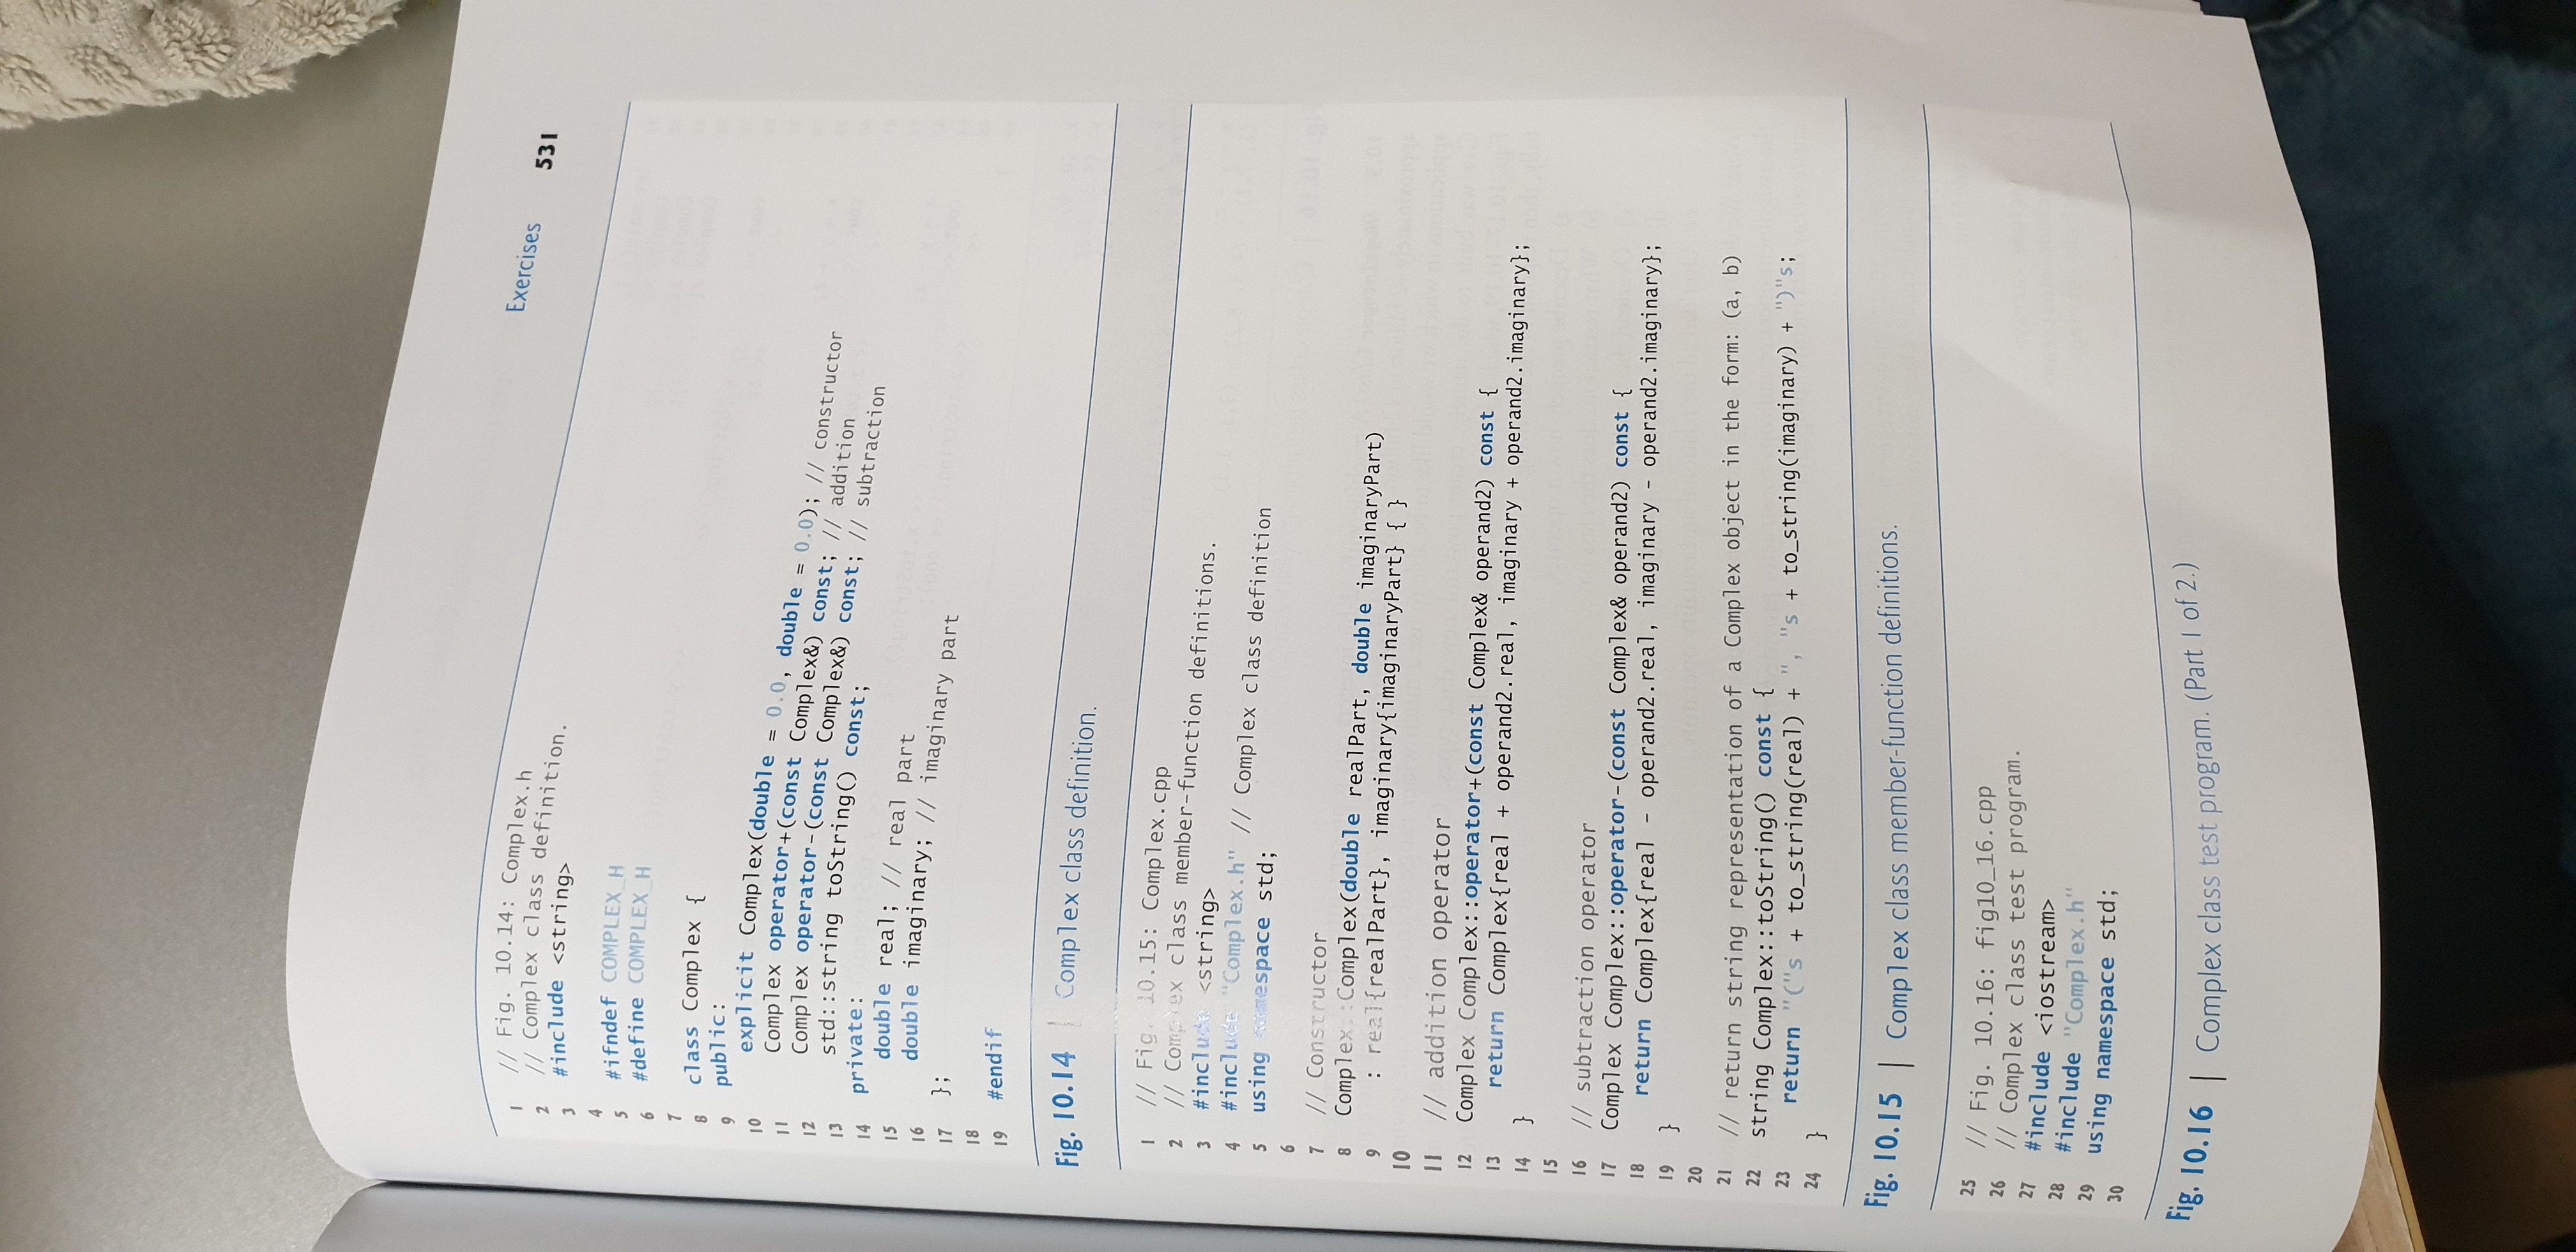 Exercises 531
1 // Fig. 10.14: Complex.h
2 // Complex class definition.
3 #include <string>
4
5 #ifndef COMPLEX_H
6 #define COMPLEX_H
7
8 class Complex {
9 public:
10 explicit Complex(double = 0.0, double = 0.0); // constructor
11 Complex operator+(const Complex&) const; // addition
12 Complex operator-(const Complex&) const; // subtraction
13 std::string toString() const;
14 private:
15 double real; // real part
16 double imaginary; // imaginary part
17 };
18
19 #endif
Fig. 10.14 | Complex class definition.
1 // Fig. 10.15: Complex.cpp
2 // Complex class member-function definitions.
3 #include <string>
4 #include "Complex.h" // Complex class definition
5 using namespace std;
6
7 // Constructor
8 Complex::Complex(double realPart, double imaginaryPart)
9 : real{realPart}, imaginary{imaginaryPart} { }
10
11 // addition operator
12 Complex Complex::operator+(const Complex& operand2) const {
13 return Complex{real + operand2.real, imaginary + operand2.imaginary};
14 }
15
16 // subtraction operator
17 Complex Complex::operator-(const Complex& operand2) const {
18 return Complex{real - operand2.real, imaginary - operand2.imaginary};
19 }
20
21 // return string representation of a Complex object in the form: (a, b)
22 string Complex::toString() const {
23 return "("s + to_string(real) + ", "s + to_string(imaginary) + ")"s;
24 }
Fig. 10.15 | Complex class member-function definitions.
25 // Fig. 10.16: fig10_16.cpp
26 // Complex class test program.
27 #include <iostream>
28 #include "Complex.h"
29 using namespace std;
30
Fig. 10.16 | Complex class test program. (Part 1 of 2.)